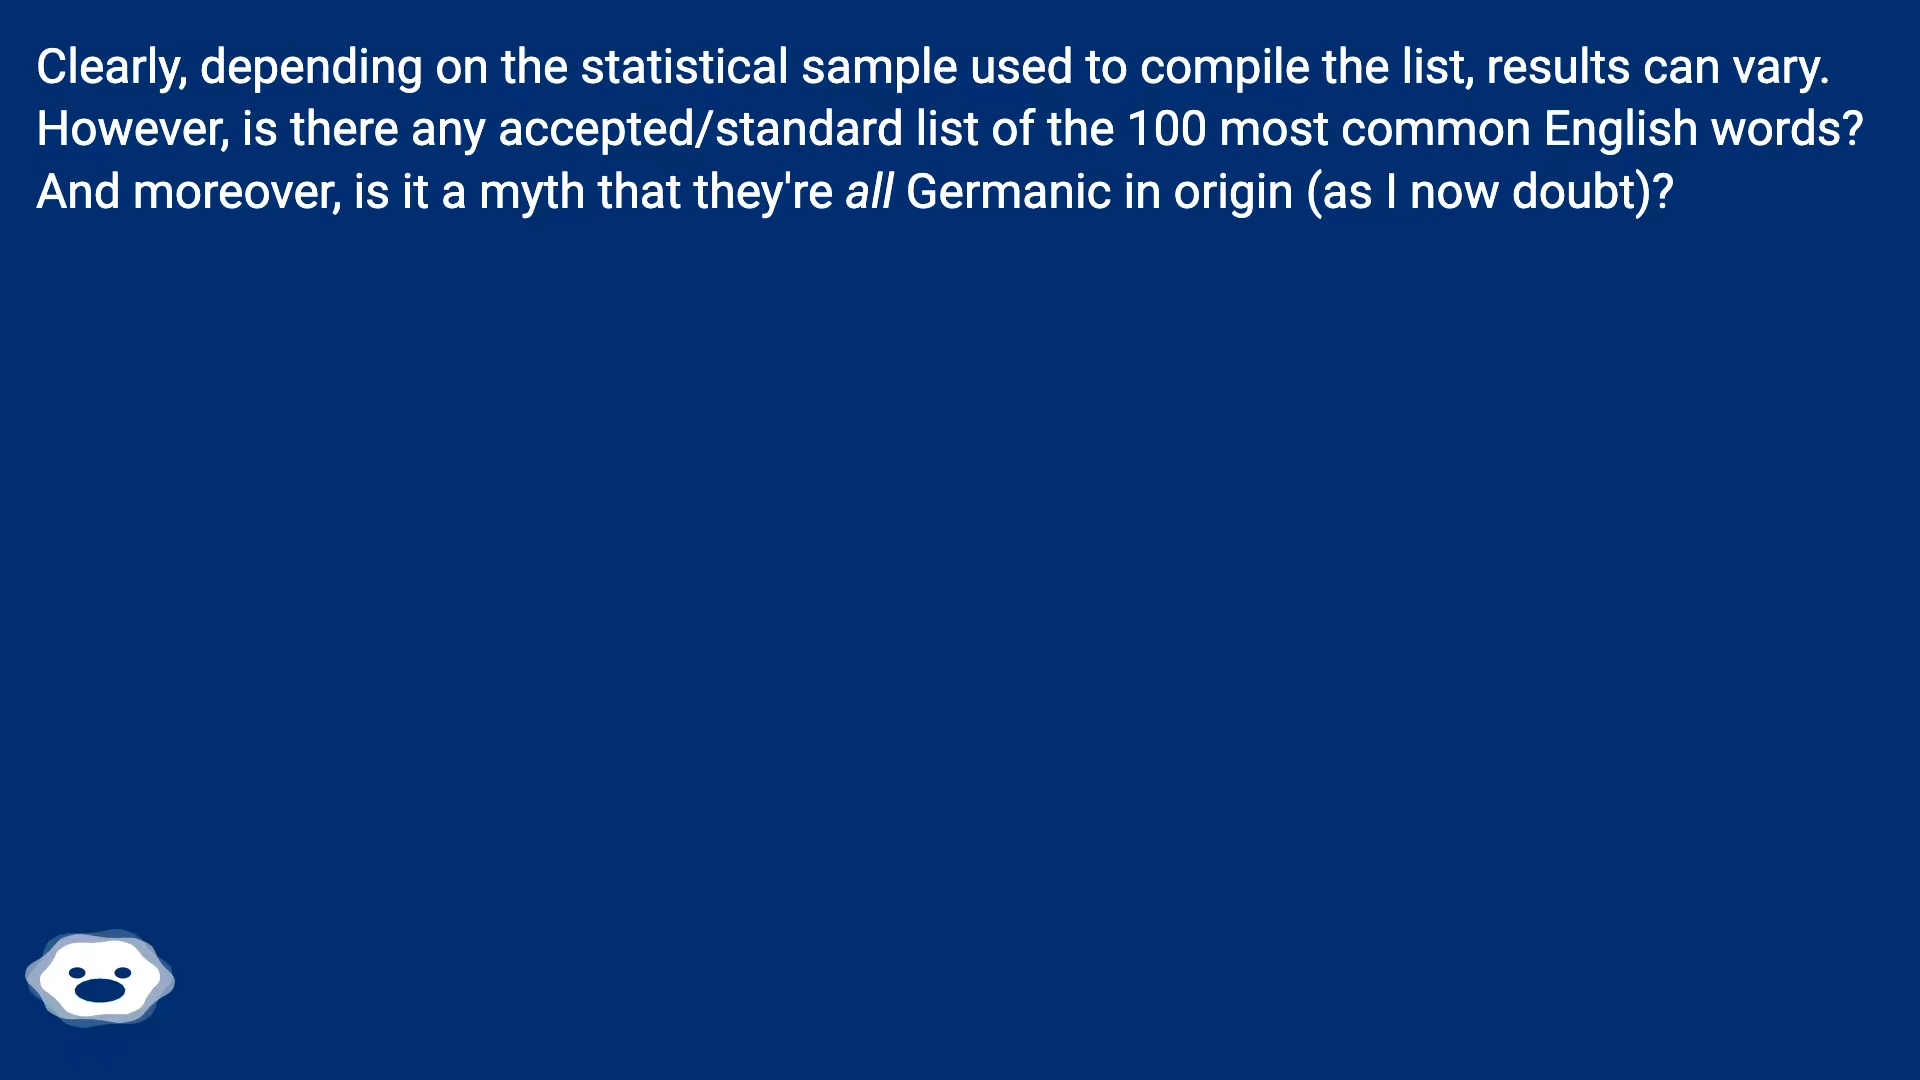 Clearly, depending on the statistical sample used to compile the list, results can vary.
However, is there any accepted/standard list of the 100 most common English words?
And moreover, is it a myth that they're all Germanic in origin (as I now doubt)?